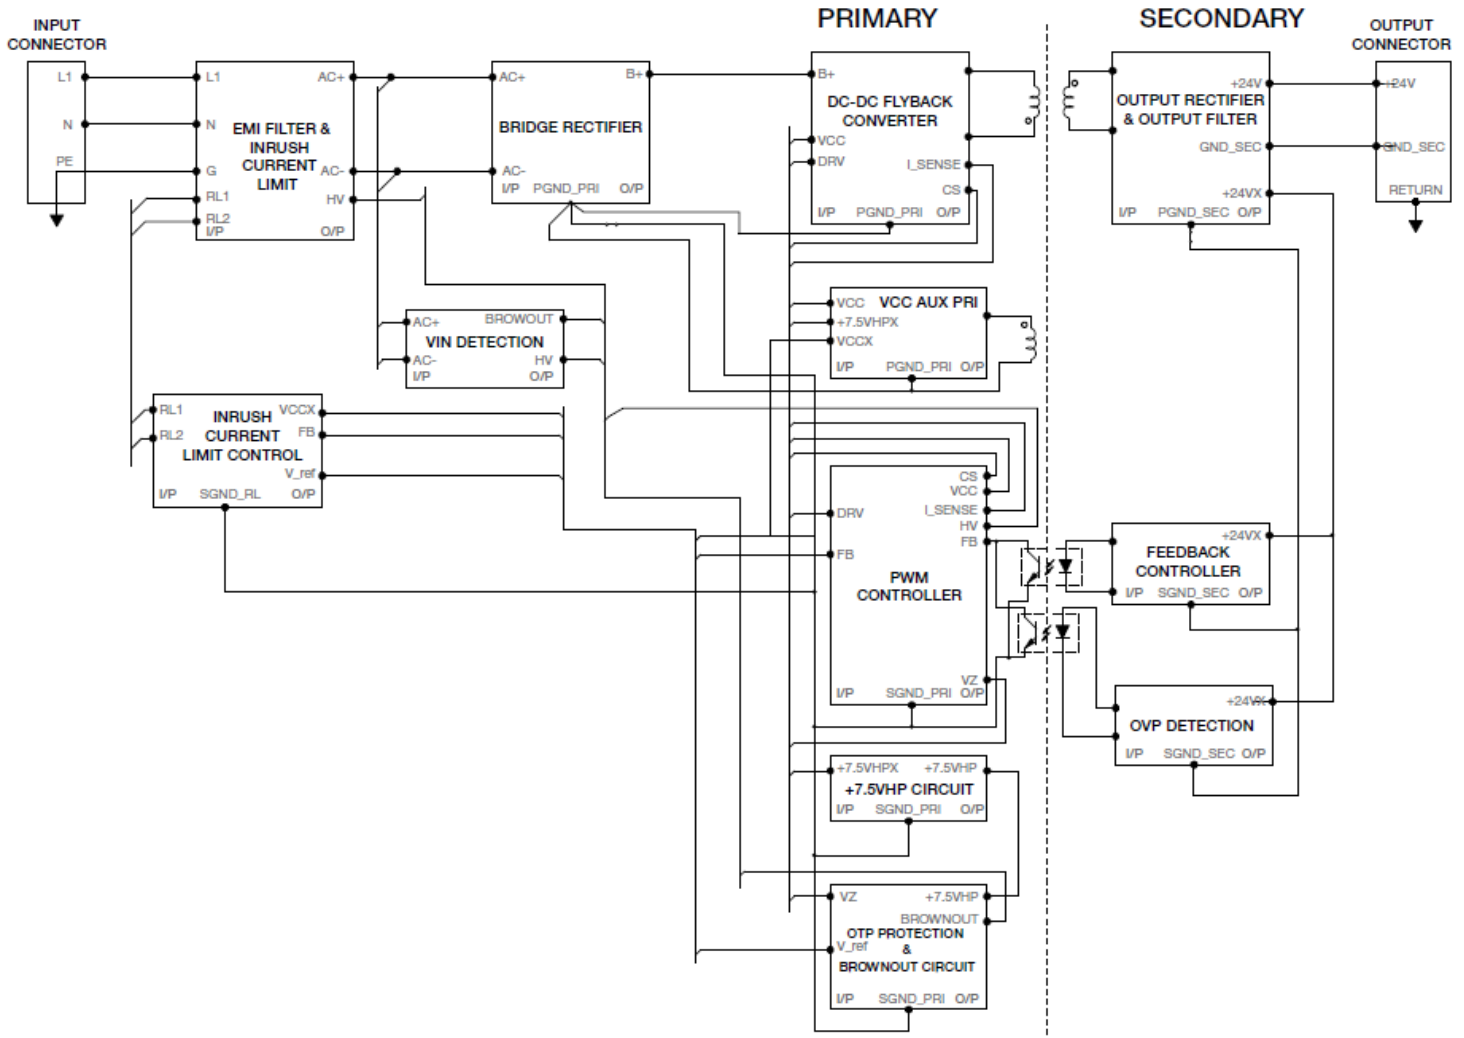 PRIMARY
SECONDARY
INPUT
CONNECTOR
L1
N
PE
L1
N
G
RL1
RL2
I/P
EMI FILTER &
INRUSH
CURRENT
LIMIT
AC+
AC-
HV
O/P
AC+
AC-
BRIDGE RECTIFIER
B+
I/P
PGND_PRI
O/P
B+
DC-DC FLYBACK
CONVERTER
VCC
DRV
I_SENSE
CS
I/P
PGND_PRI
O/P
OUTPUT RECTIFIER
& OUTPUT FILTER
+24V
GND_SEC
+24VX
I/P
PGND_SEC
O/P
OUTPUT
CONNECTOR
+24V
GND_SEC
RETURN
AC+
BROWOUT
VIN DETECTION
AC-
HV
I/P
O/P
VCC
VCC AUX PRI
+7.5VHPX
VCCX
I/P
PGND_PRI
O/P
RL1
RL2
INRUSH
CURRENT
LIMIT CONTROL
VCCX
FB
V_ref
I/P
SGND_RL
O/P
CS
VCC
I_SENSE
HV
FB
DRV
FB
PWM
CONTROLLER
VZ
I/P
SGND_PRI
O/P
+24VX
FEEDBACK
CONTROLLER
I/P
SGND_SEC
O/P
+24VX
OVP DETECTION
I/P
SGND_SEC
O/P
+7.5VHPX
+7.5VHP
+7.5VHP CIRCUIT
I/P
SGND_PRI
O/P
VZ
+7.5VHP
BROWNOUT
OTP PROTECTION
&
BROWNOUT CIRCUIT
V_ref
I/P
SGND_PRI
O/P